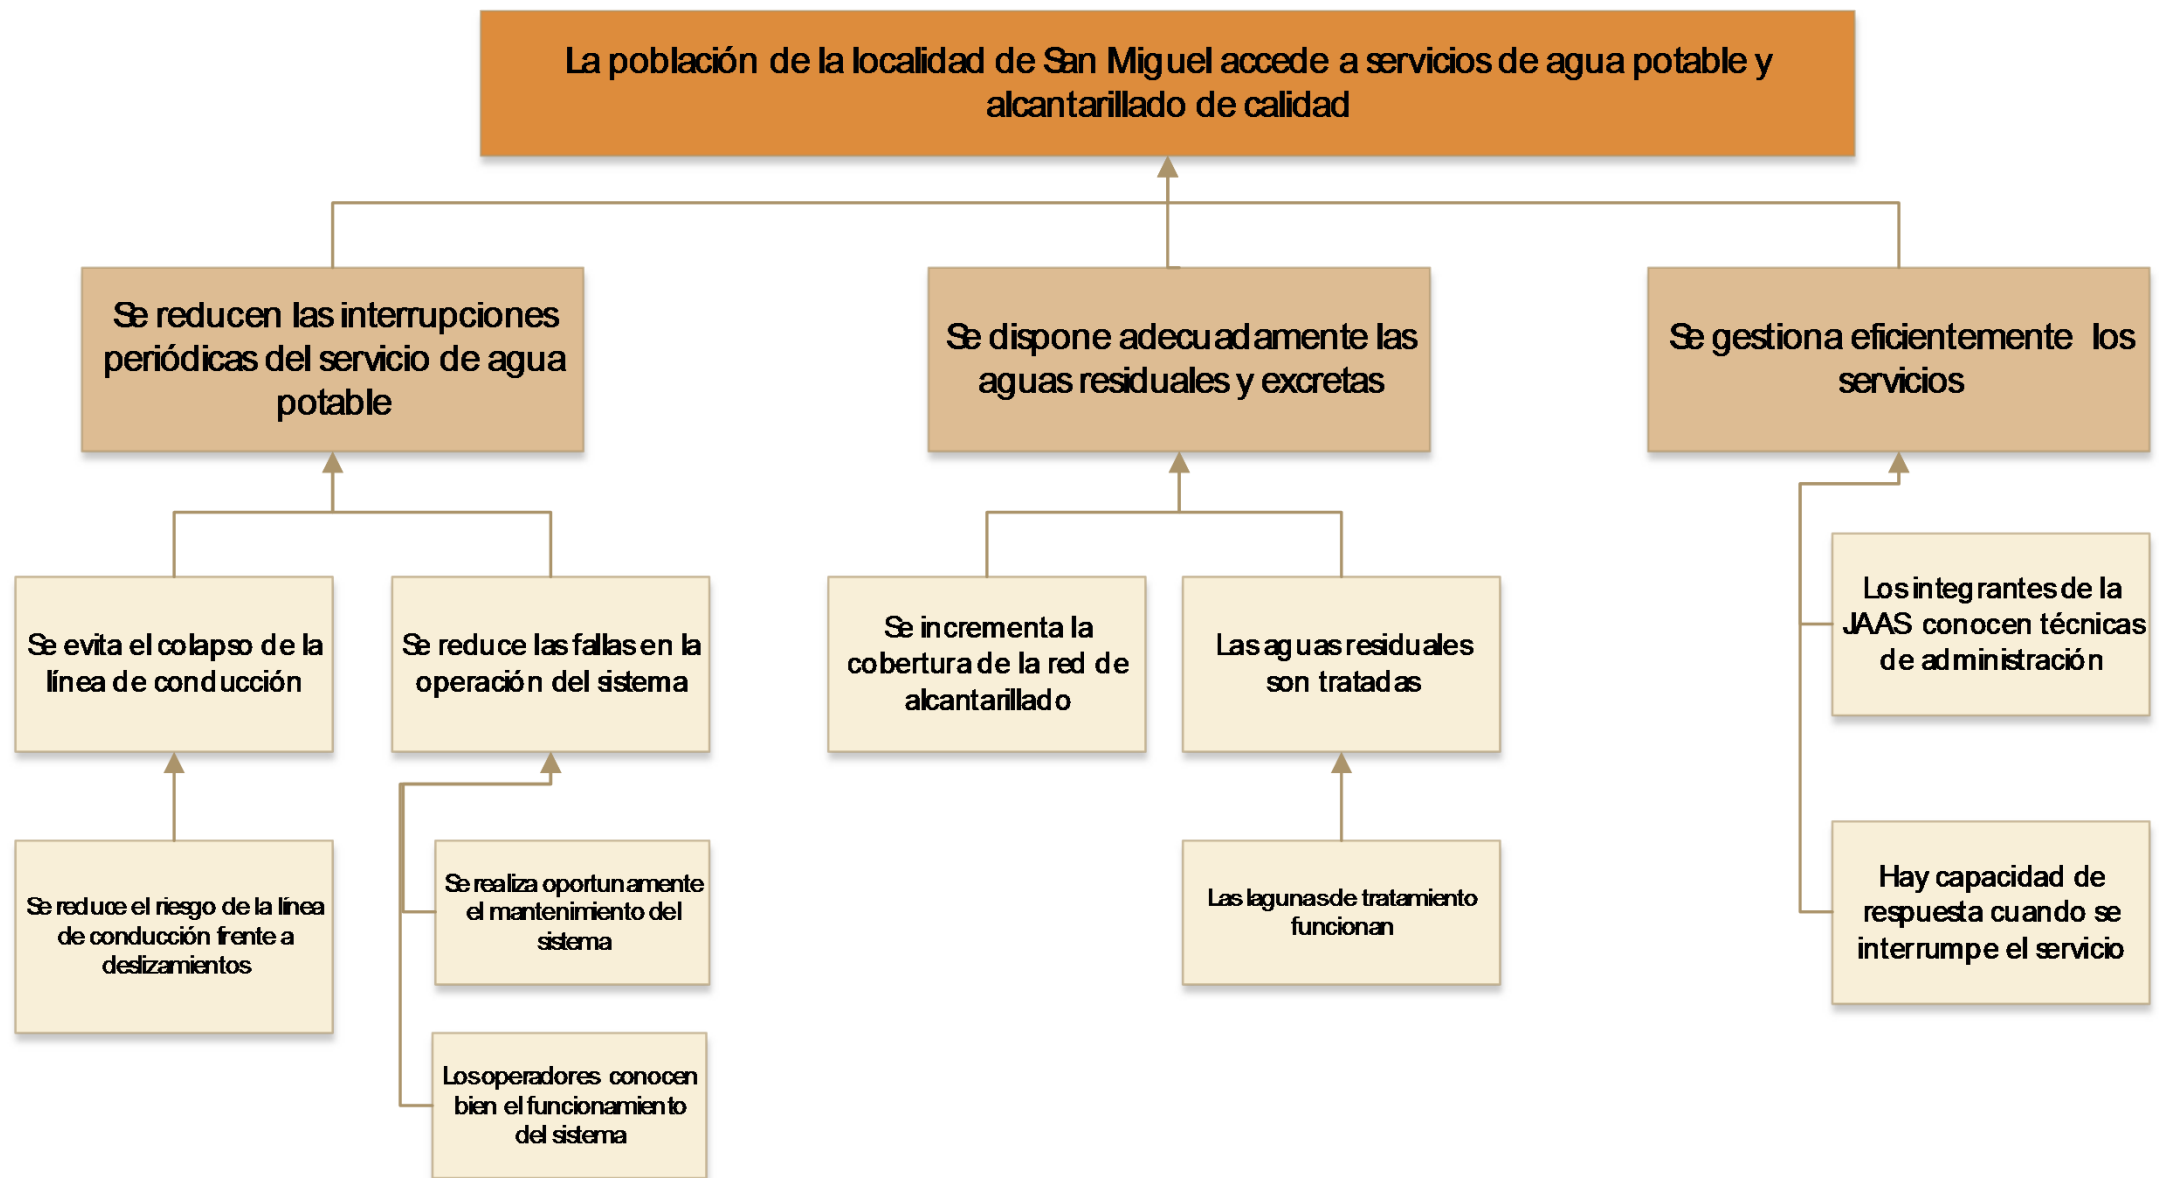 La población de la localidad de San Miguel accede a servicios de agua potable y
alcantarillado de calidad
Se reducen las interrupciones
periódicas del servicio de agua
potable
Se dispone adecuadamente las
aguas residuales y excretas
Se gestiona eficientemente los
servicios
Se evita el colapso de la
línea de conducción
Se reduce las fallas en la
operación del sistema
Se incrementa la
cobertura de la red de
alcantarillado
Las aguas residuales
son tratadas
Los integrantes de la
JAAS conocen técnicas
de administración
Se reduce el riesgo de la línea
de conducción frente a
deslizamientos
Se realiza oportunamente
el mantenimiento del
sistema
Las lagunas de tratamiento
funcionan
Hay capacidad de
respuesta cuando se
interrumpe el servicio
Los operadores conocen
bien el funcionamiento
del sistema